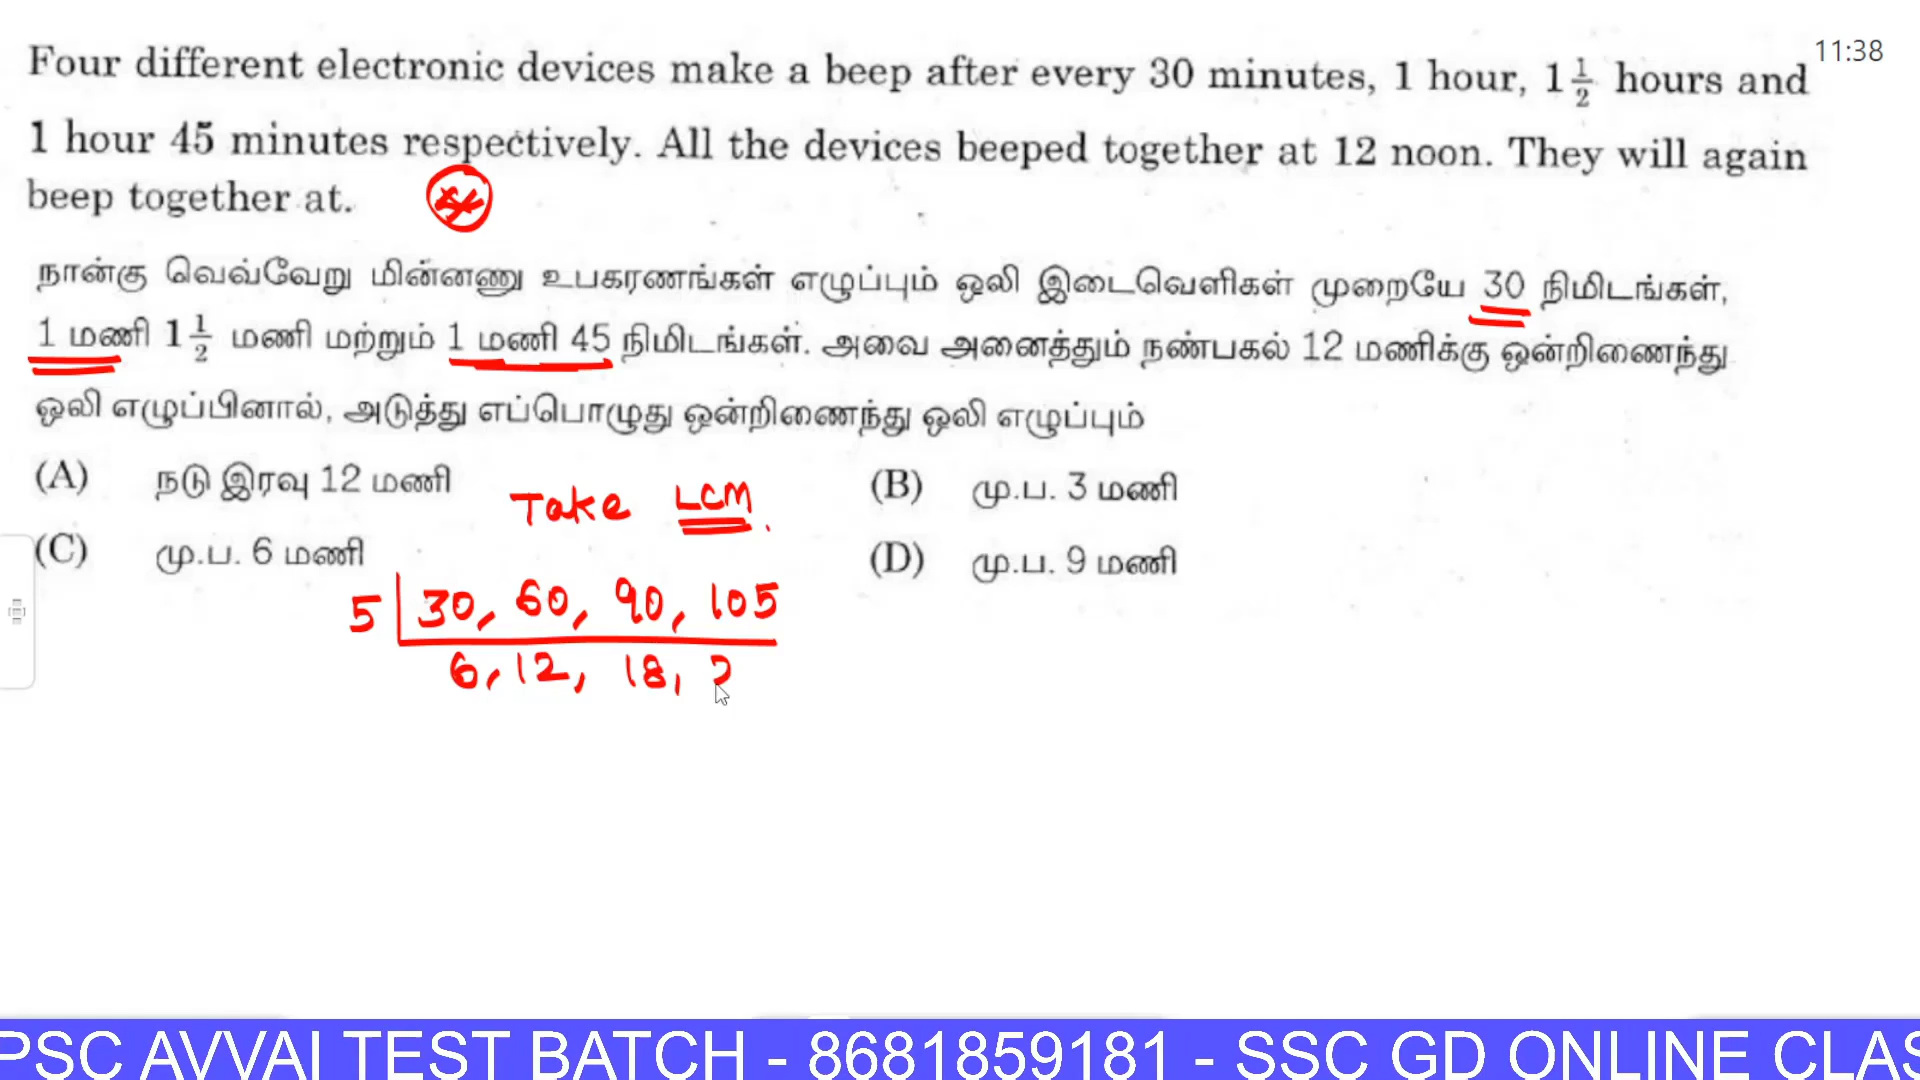 11:38
Four different electronic devices make a beep after every 30 minutes, 1 hour, 1 1/2 hours and
1 hour 45 minutes respectively. All the devices beeped together at 12 noon. They will again
beep together at.
நான்கு வெவ்வேறு மின்னணு உபகரணங்கள் எழுப்பும் ஒலி இடைவெளிகள் முறையே 30 நிமிடங்கள்,
1 மணி 1 1/2 மணி மற்றும் 1 மணி 45 நிமிடங்கள். அவை அனைத்தும் நண்பகல் 12 மணிக்கு ஒன்றிணைந்து
ஒலி எழுப்பினால், அடுத்து எப்பொழுது ஒன்றிணைந்து ஒலி எழுப்பும்
(A) நடு இரவு 12 மணி (B) மு.ப. 3 மணி
Take LCM.
(C) மு.ப. 6 மணி (D) மு.ப. 9 மணி
5 | 30, 60, 90, 105
6, 12, 18, 2
PSC AVVAI TEST BATCH - 8681859181 - SSC GD ONLINE CLAS